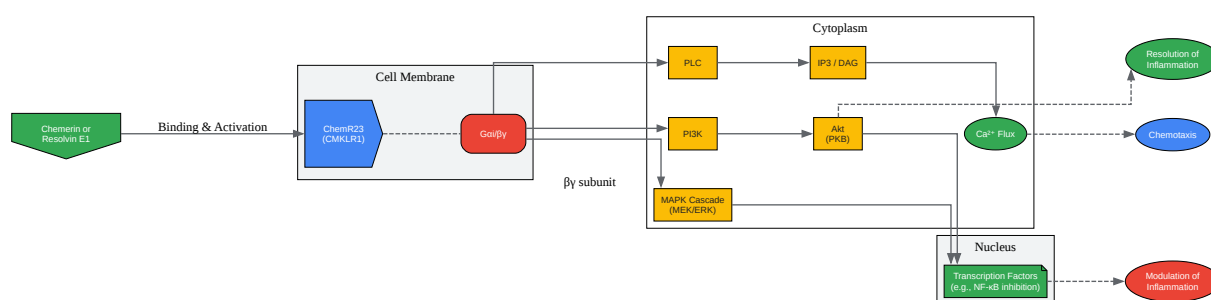 Cytoplasm
Resolution of
Inflammation
PLC
IP3 / DAG
Cell Membrane
Chemerin or
Resolvin E1
Binding & Activation
ChemR23
(CMKLR1)
Gαi/βγ
PI3K
Akt
(PKB)
Ca²⁺ Flux
Chemotaxis
βγ subunit
MAPK Cascade
(MEK/ERK)
Nucleus
Transcription Factors
(e.g., NF-κB inhibition)
Modulation of
Inflammation